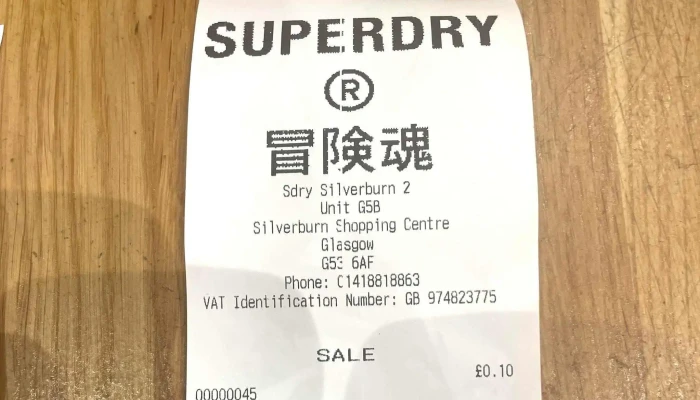 SUPERDRY
®
冒険魂
Sdry Silverburn 2
Unit G5B
Silverburn Shopping Centre
Glasgow
G53 6AF
Phone: 01418818863
VAT Identification Number: GB 974823775
SALE
£0.10
00000045